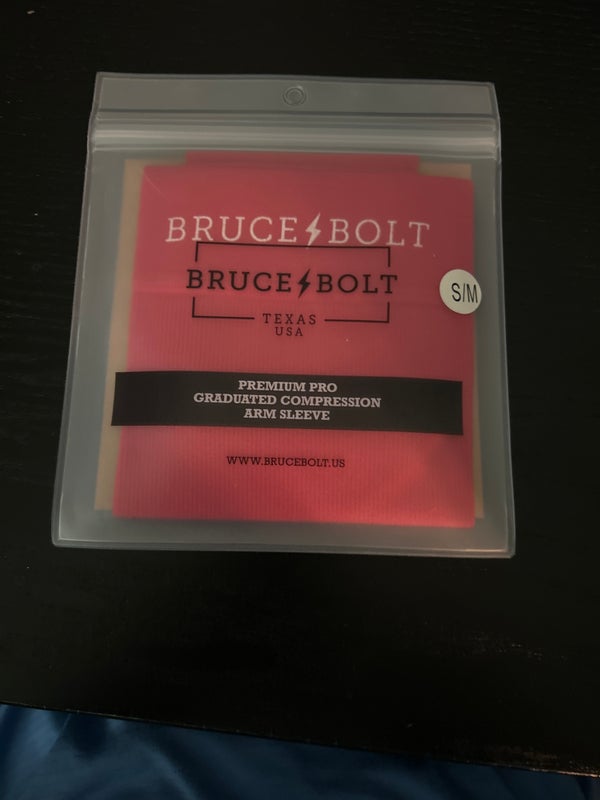 BRUCE BOLT
BRUCE BOLT
S/M
TEXAS
USA
PREMIUM PRO
GRADUATED COMPRESSION
ARM SLEEVE
WWW.BRUCEBOLT.US